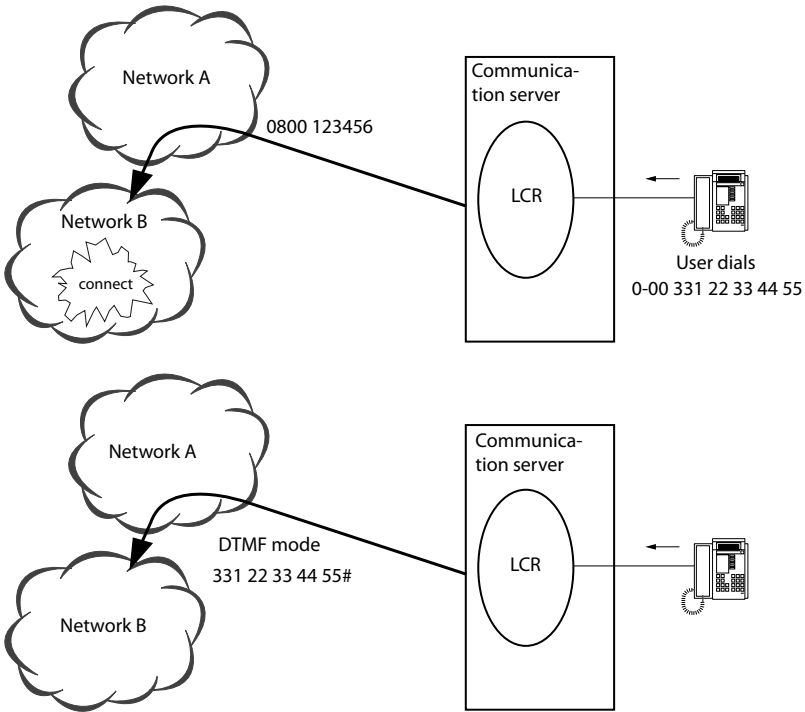 Network A
Communica-
tion server
0800 123456
LCR
Network B
connect
User dials
0-00 331 22 33 44 55
Network A
Communica-
tion server
DTMF mode
LCR
331 22 33 44 55#
Network B